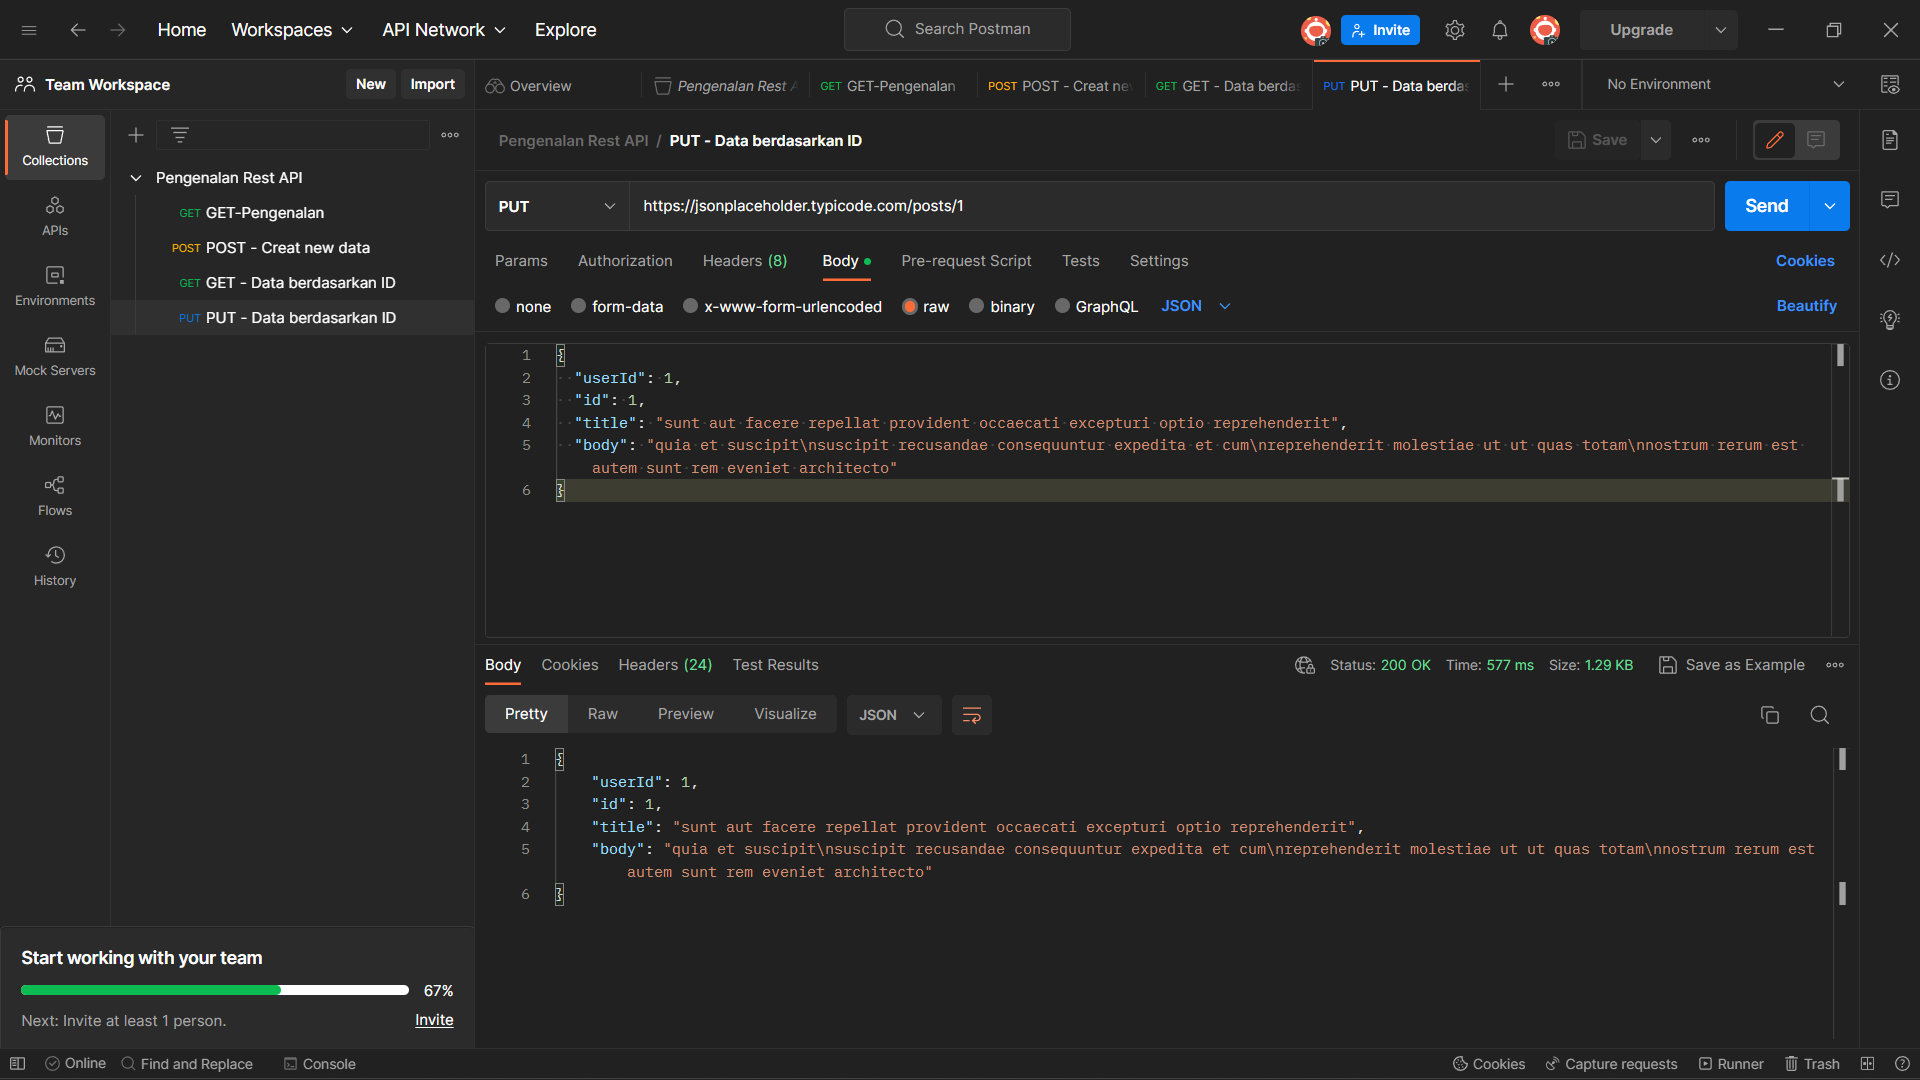 Home
Workspaces
API Network
Explore
Search Postman
Invite
Upgrade
Team Workspace
New
Import
Overview
Pengenalan Rest A
GET GET-Pengenalan
POST POST - Creat nev
GET GET - Data berdas
PUT PUT - Data berdas
No Environment
Collections
APIs
Environments
Mock Servers
Monitors
Flows
History
Pengenalan Rest API
GET GET-Pengenalan
POST POST - Creat new data
GET GET - Data berdasarkan ID
PUT PUT - Data berdasarkan ID
Pengenalan Rest API / PUT - Data berdasarkan ID
Save
PUT
https://jsonplaceholder.typicode.com/posts/1
Send
Params
Authorization
Headers (8)
Body
Pre-request Script
Tests
Settings
Cookies
none
form-data
x-www-form-urlencoded
raw
binary
GraphQL
JSON
Beautify
1 {
2 "userId": 1,
3 "id": 1,
4 "title": "sunt aut facere repellat provident occaecati excepturi optio reprehenderit",
5 "body": "quia et suscipit\nsuscipit recusandae consequuntur expedita et cum\nreprehenderit molestiae ut ut quas totam\nnostrum rerum est
autem sunt rem eveniet architecto"
6 }
Body
Cookies
Headers (24)
Test Results
Status: 200 OK
Time: 577 ms
Size: 1.29 KB
Save as Example
Pretty
Raw
Preview
Visualize
JSON
1 {
2 "userId": 1,
3 "id": 1,
4 "title": "sunt aut facere repellat provident occaecati excepturi optio reprehenderit",
5 "body": "quia et suscipit\nsuscipit recusandae consequuntur expedita et cum\nreprehenderit molestiae ut ut quas totam\nnostrum rerum est
autem sunt rem eveniet architecto"
6 }
Start working with your team
67%
Next: Invite at least 1 person.
Invite
Online
Find and Replace
Console
Cookies
Capture requests
Runner
Trash